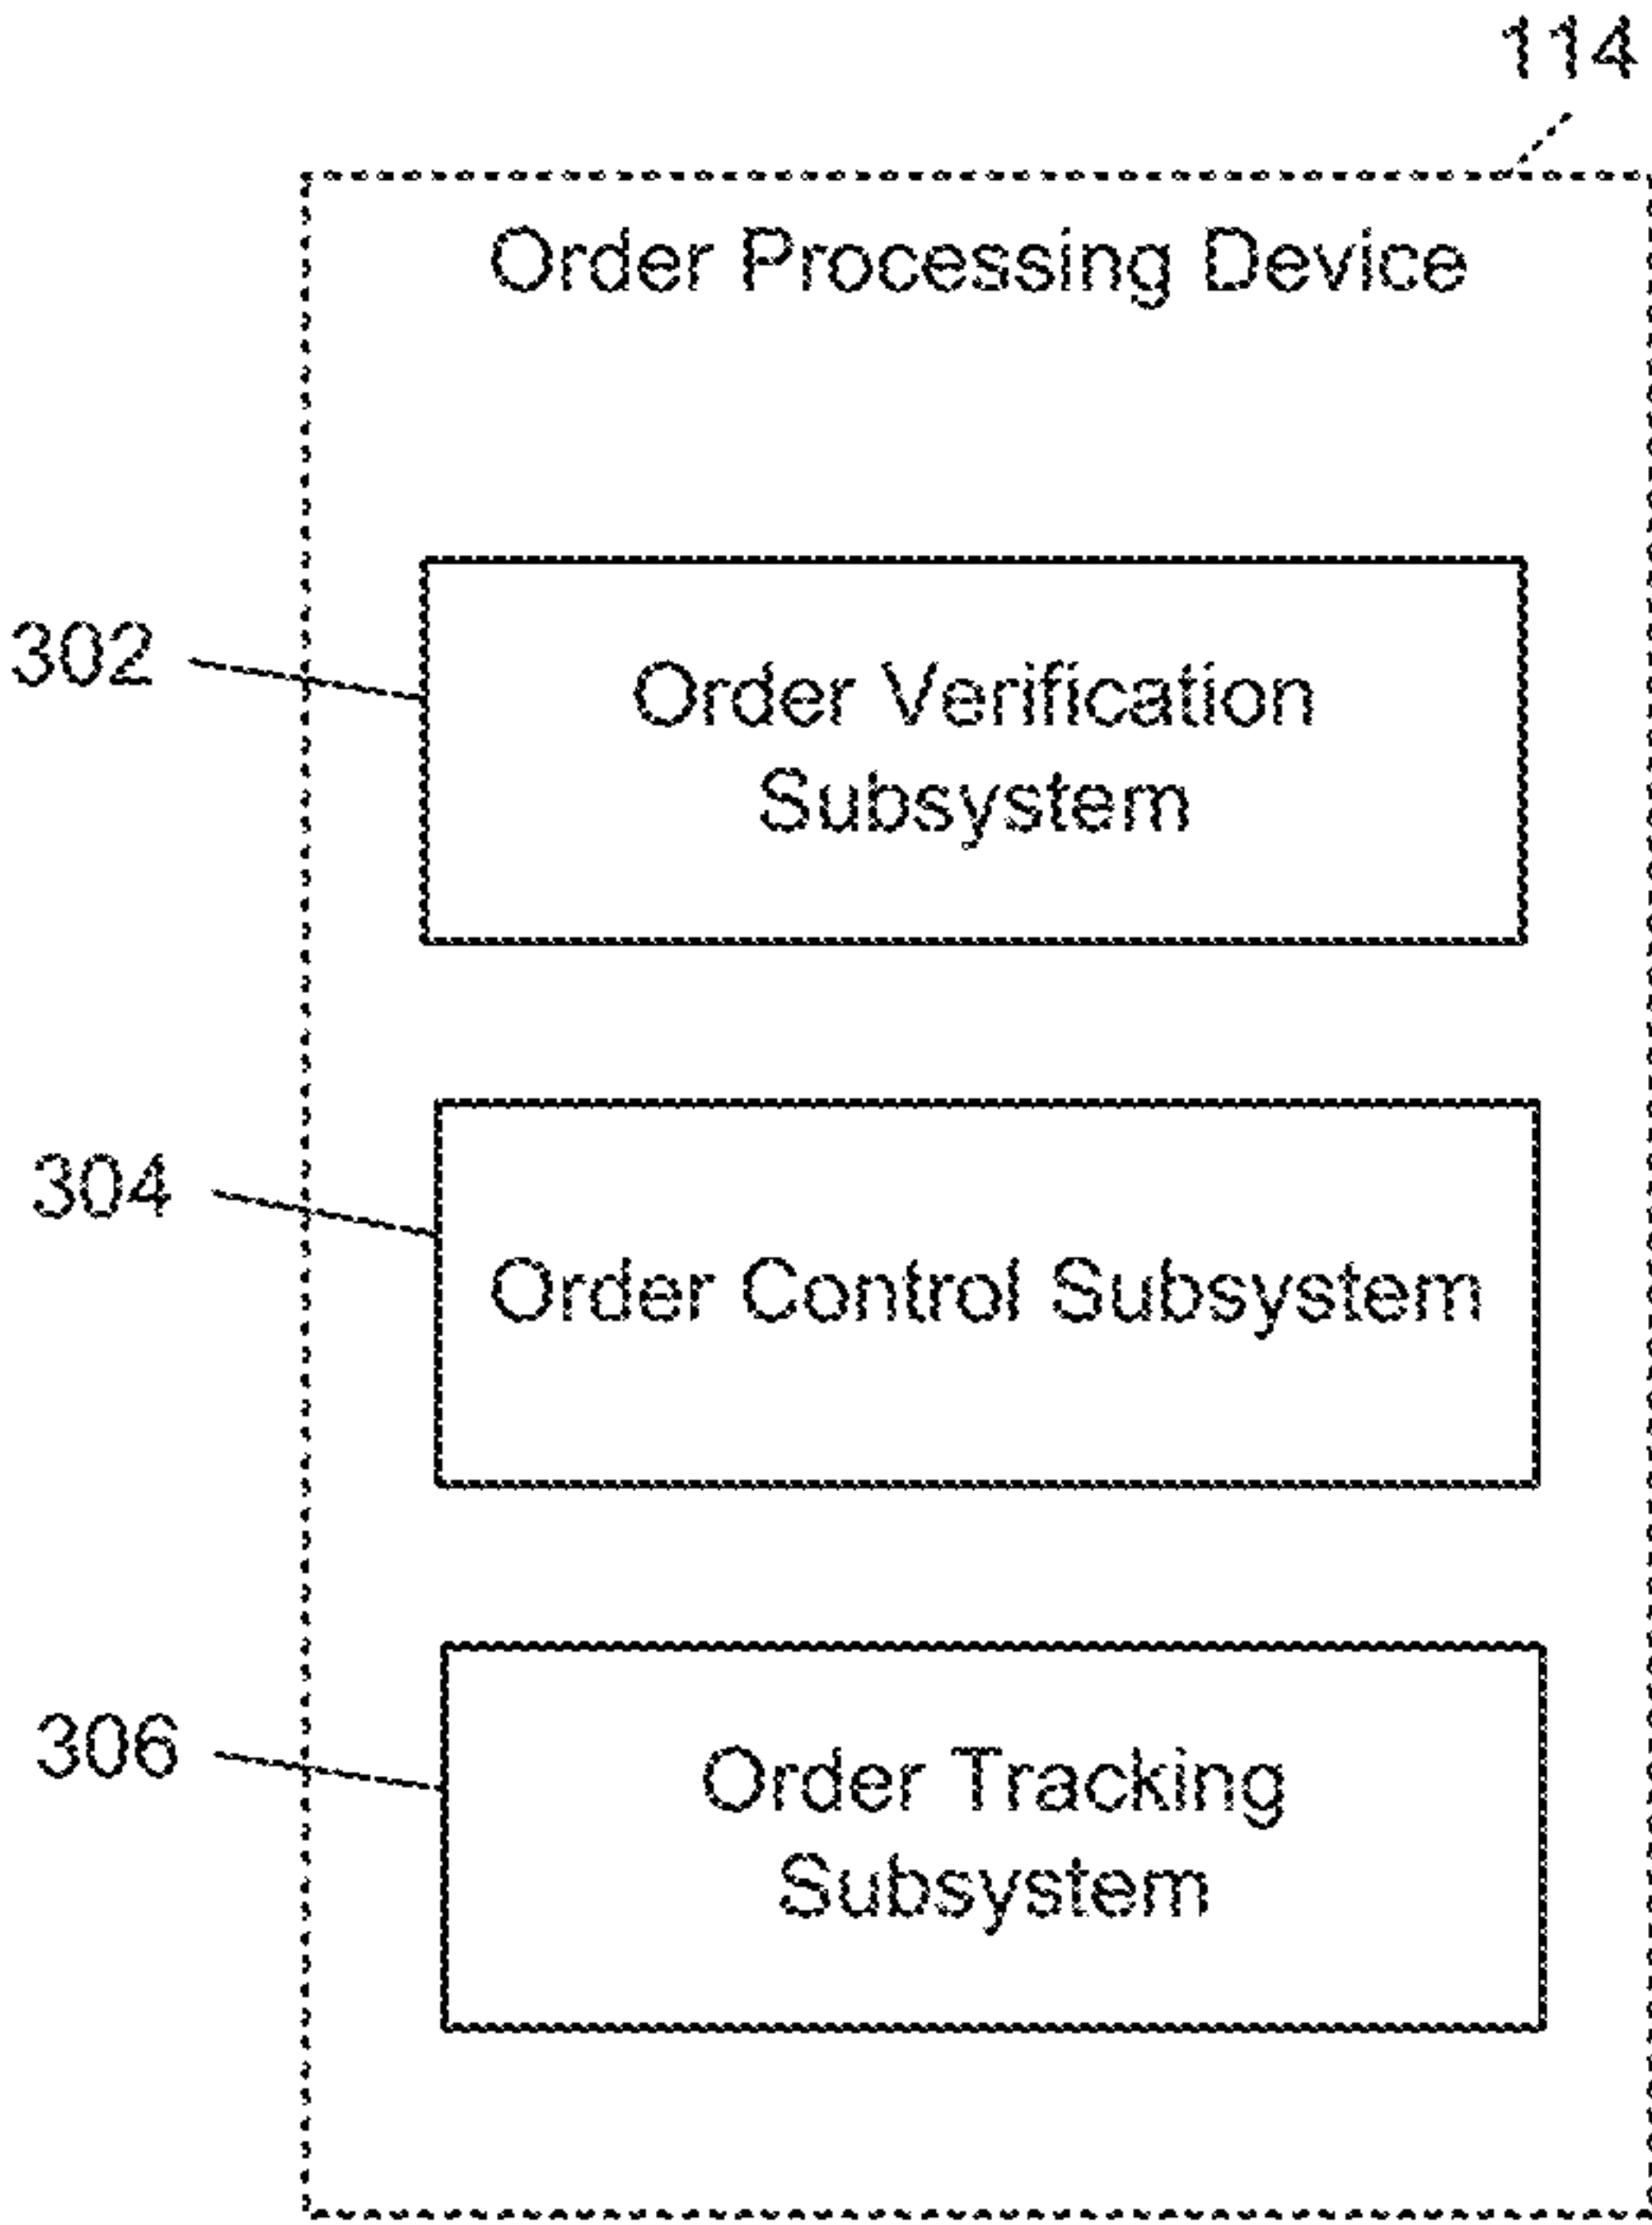 114
Order Processing Device
302
Order Verification
Subsystem
304
Order Control Subsystem
306
Order Tracking
Subsystem